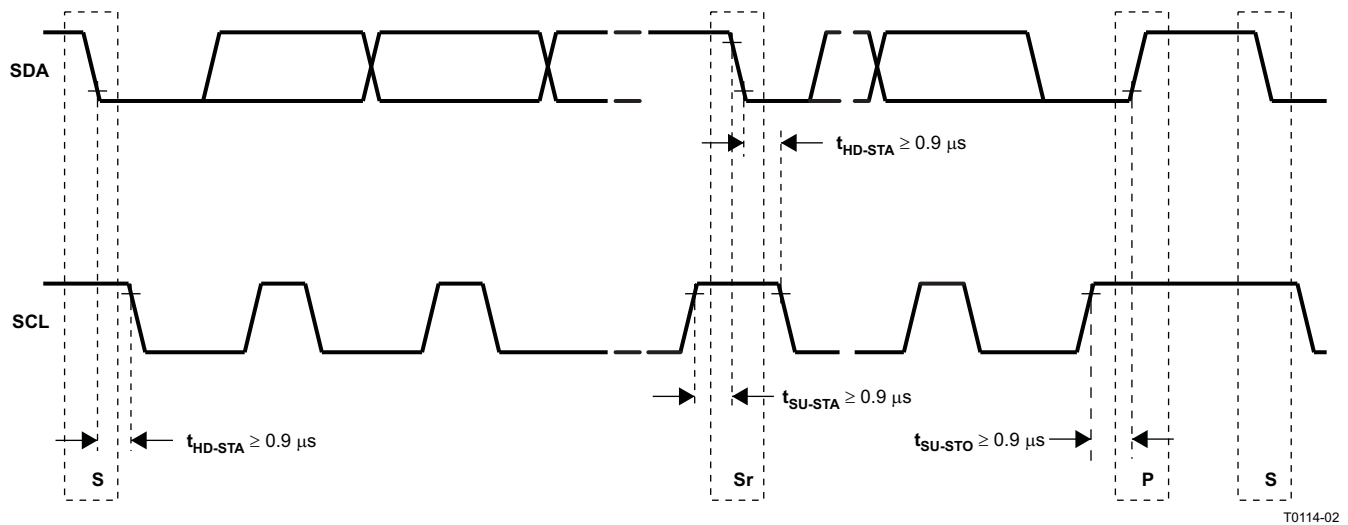 SDA
t_HD-STA ≥ 0.9 μs
SCL
t_SU-STA ≥ 0.9 μs
t_HD-STA ≥ 0.9 μs
t_SU-STO ≥ 0.9 μs
S
Sr
P
S
T0114-02